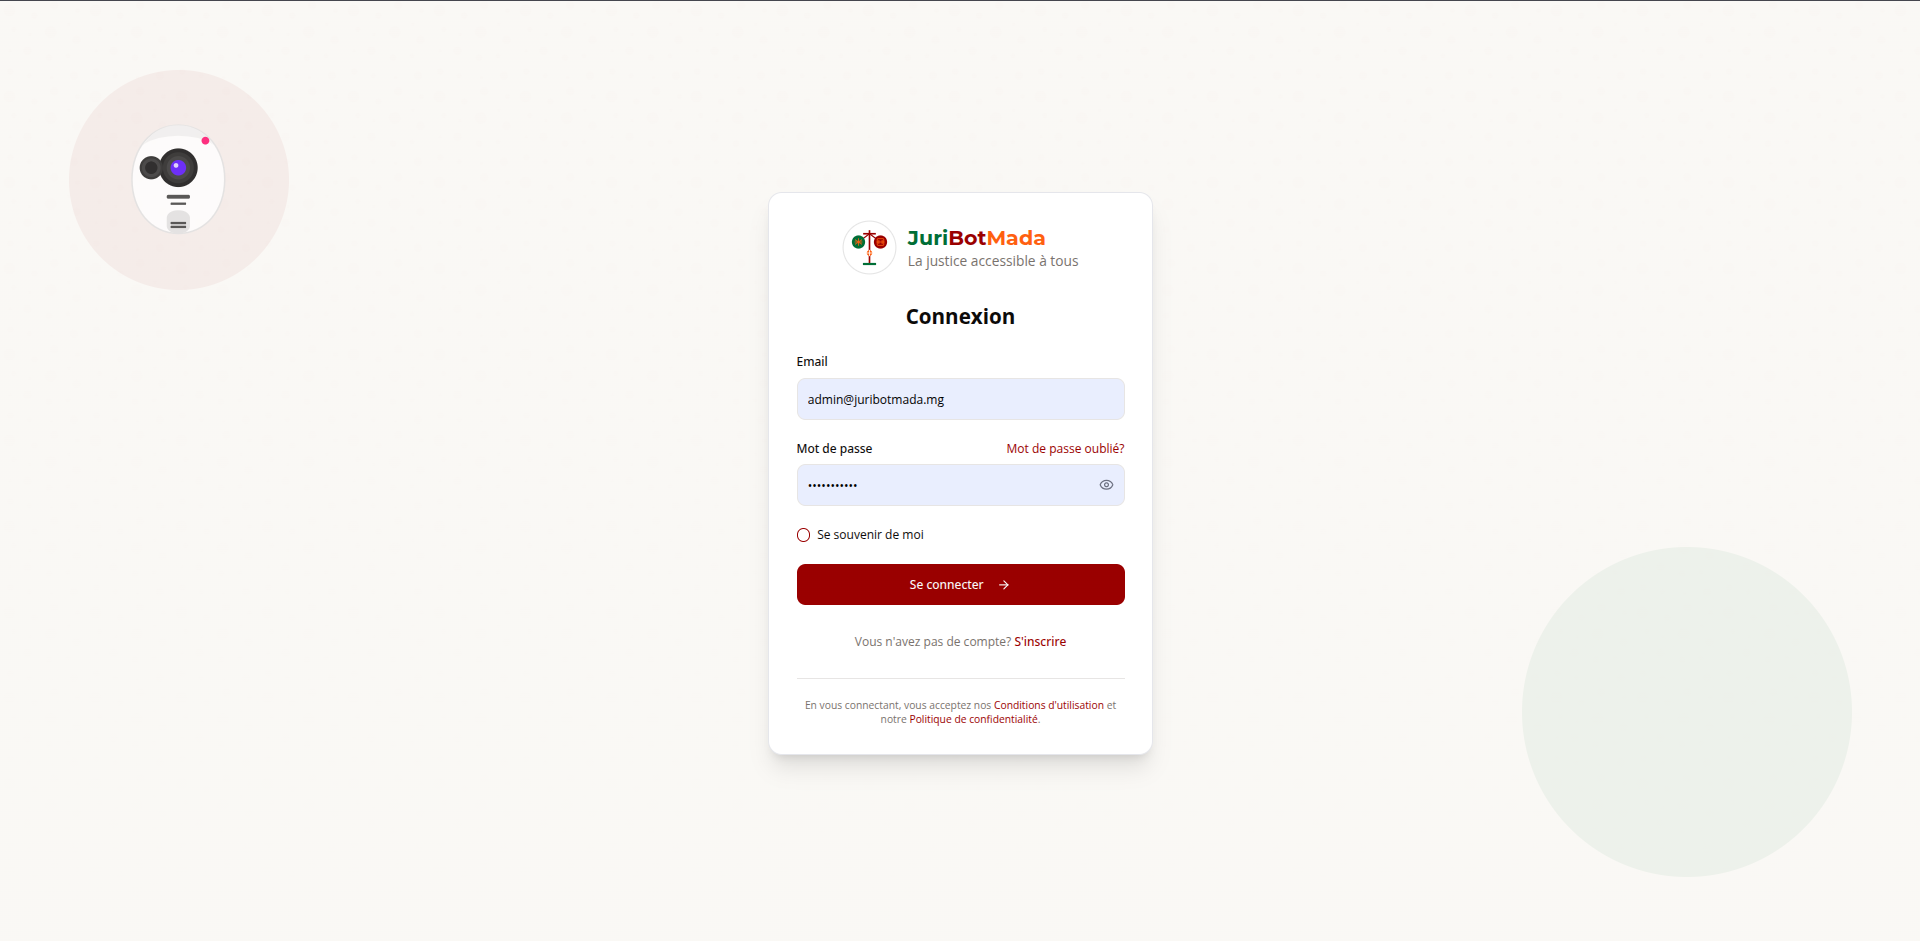 JuriBotMada
La justice accessible à tous
Connexion
Email
admin@juribotmada.mg
Mot de passe Mot de passe oublié?
•••••••••••
Se souvenir de moi
Se connecter →
Vous n'avez pas de compte? S'inscrire
En vous connectant, vous acceptez nos Conditions d'utilisation et
notre Politique de confidentialité.